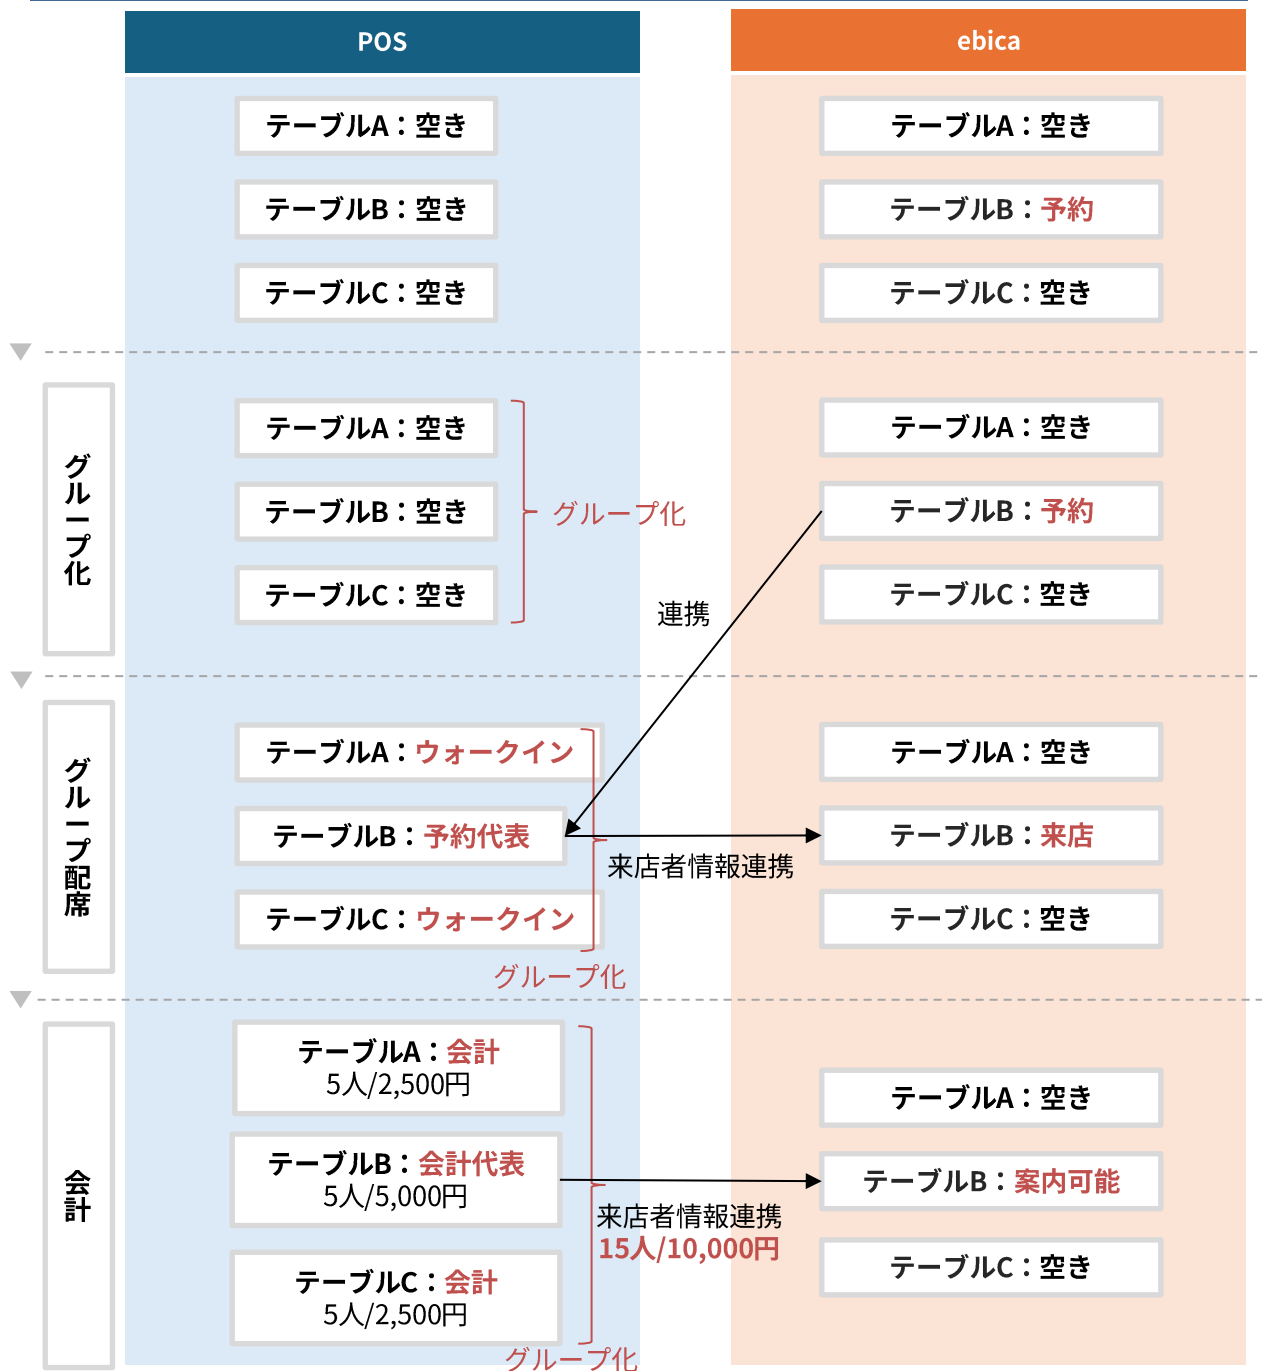 POS
ebica
テーブルA：空き
テーブルA：空き
テーブルB：空き
テーブルB：予約
テーブルC：空き
テーブルC：空き
グループ化
テーブルA：空き
テーブルA：空き
テーブルB：空き
グループ化
テーブルB：予約
テーブルC：空き
テーブルC：空き
連携
グループ配席
テーブルA：ウォークイン
テーブルA：空き
テーブルB：予約代表
テーブルB：来店
来店者情報連携
テーブルC：ウォークイン
テーブルC：空き
グループ化
会計
テーブルA：会計
5人/2,500円
テーブルA：空き
テーブルB：会計代表
5人/5,000円
テーブルB：案内可能
来店者情報連携
15人/10,000円
テーブルC：会計
5人/2,500円
テーブルC：空き
グループ化